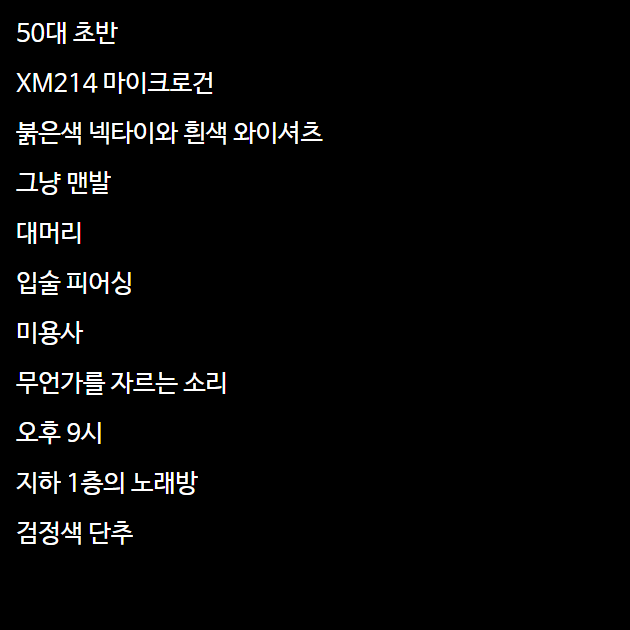 50대 초반
XM214 마이크로건
붉은색 넥타이와 흰색 와이셔츠
그냥 맨발
대머리
입술 피어싱
미용사
무언가를 자르는 소리
오후 9시
지하 1층의 노래방
검정색 단추